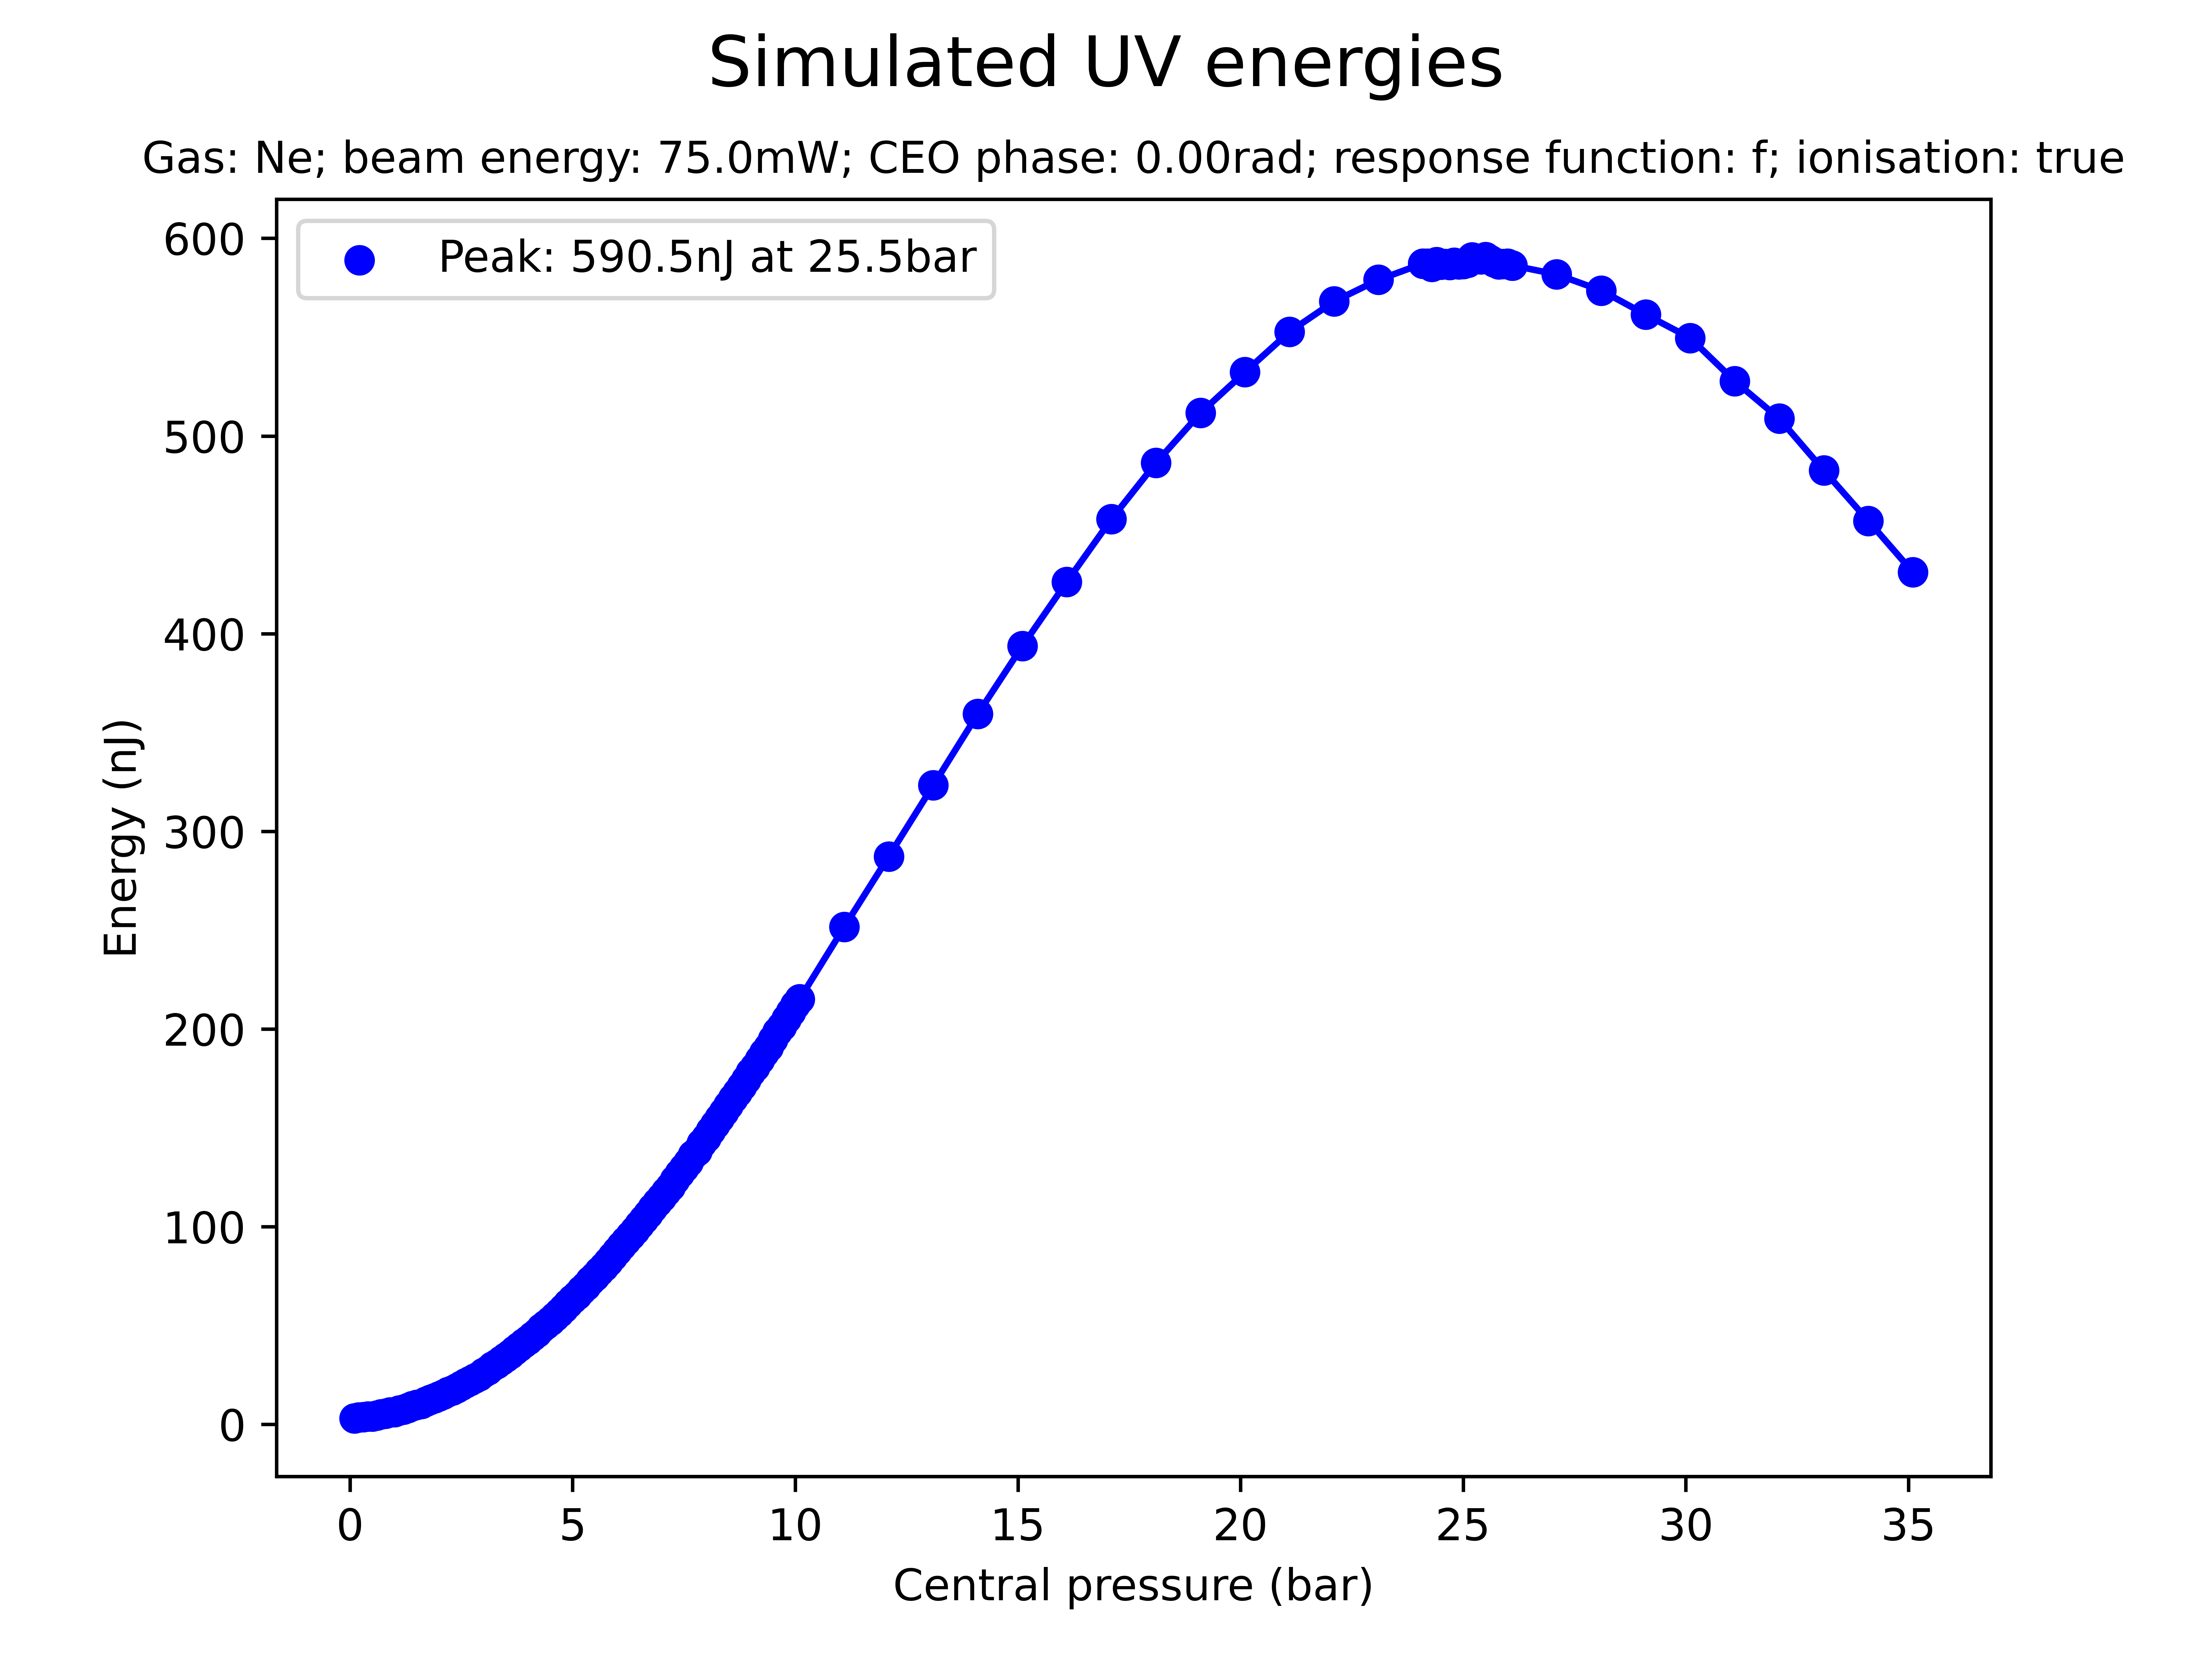 Simulated UV energies
Gas: Ne; beam energy: 75.0mW; CEO phase: 0.00rad; response function: f; ionisation: true
Peak: 590.5nJ at 25.5bar
600
500
400
300
200
100
0
Energy (nJ)
0 5 10 15 20 25 30 35
Central pressure (bar)